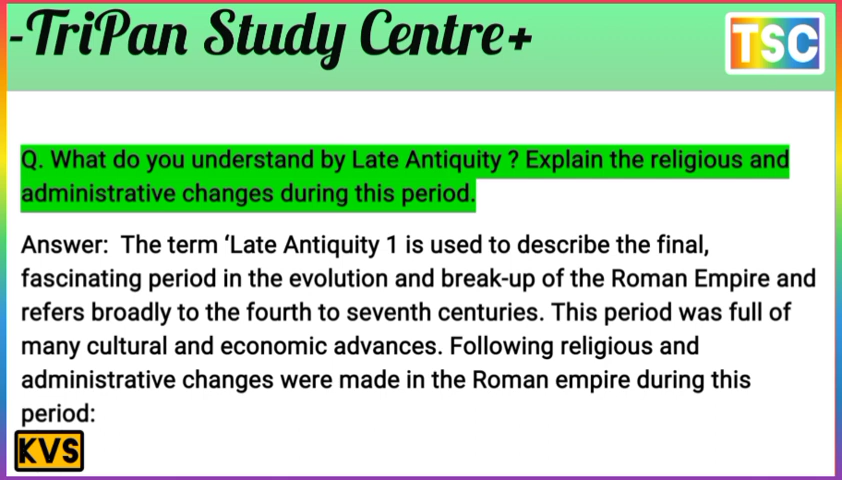 -TriPan Study Centre+
TSC
Q. What do you understand by Late Antiquity ? Explain the religious and
administrative changes during this period.
Answer:  The term ‘Late Antiquity 1 is used to describe the final,
fascinating period in the evolution and break-up of the Roman Empire and
refers broadly to the fourth to seventh centuries. This period was full of
many cultural and economic advances. Following religious and
administrative changes were made in the Roman empire during this
period:
KVS